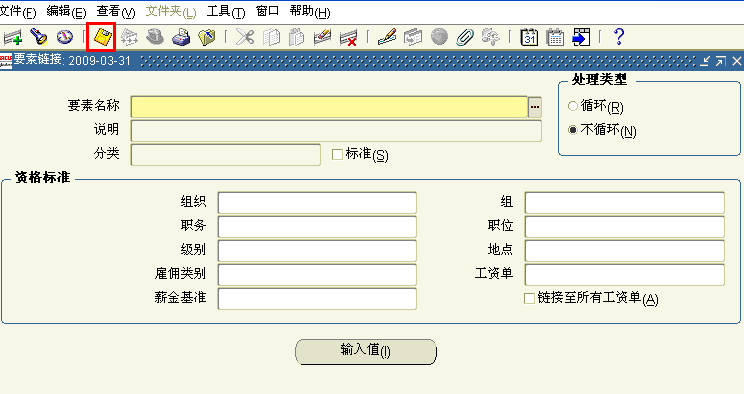 文件(F) 编辑(E) 查看(V) 文件夹(L) 工具(T) 窗口 帮助(H)
31
?
要素链接: 2009-03-31
处理类型
要素名称
循环(R)
说明
不循环(N)
分类 标准(S)
资格标准
组织 组
职务 职位
级别 地点
雇佣类别 工资单
薪金基准 链接至所有工资单(A)
输入值(I)